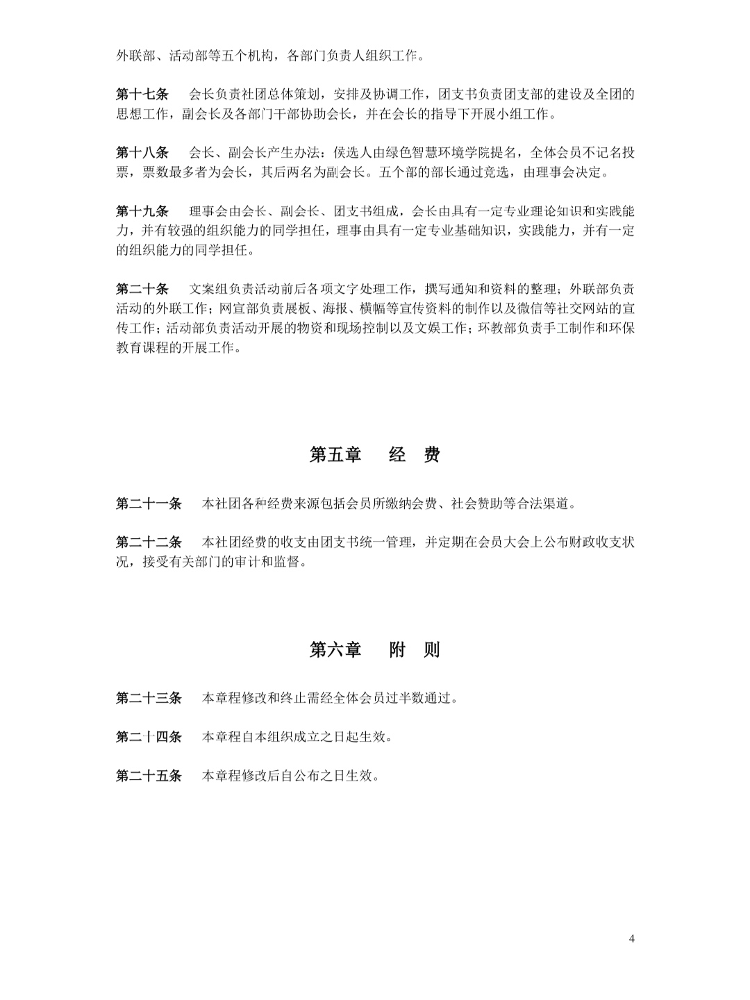 外联部、活动部等五个机构，各部门负责人组织工作。
第十七条 会长负责社团总体策划，安排及协调工作，团支书负责团支部的建设及全团的
思想工作，副会长及各部门干部协助会长，并在会长的指导下开展小组工作。
第十八条 会长、副会长产生办法：侯选人由绿色智慧环境学院提名，全体会员不记名投
票，票数最多者为会长，其后两名为副会长。五个部的部长通过竞选，由理事会决定。
第十九条 理事会由会长、副会长、团支书组成，会长由具有一定专业理论知识和实践能
力，并有较强的组织能力的同学担任，理事由具有一定专业基础知识，实践能力，并有一定
的组织能力的同学担任。
第二十条 文案组负责活动前后各项文字处理工作，撰写通知和资料的整理；外联部负责
活动的外联工作；网宣部负责展板、海报、横幅等宣传资料的制作以及微信等社交网站的宣
传工作；活动部负责活动开展的物资和现场控制以及文娱工作；环教部负责手工制作和环保
教育课程的开展工作。
第五章 经 费
第二十一条 本社团各种经费来源包括会员所缴纳会费、社会赞助等合法渠道。
第二十二条 本社团经费的收支由团支书统一管理，并定期在会员大会上公布财政收支状
况，接受有关部门的审计和监督。
第六章 附 则
第二十三条 本章程修改和终止需经全体会员过半数通过。
第二十四条 本章程自本组织成立之日起生效。
第二十五条 本章程修改后自公布之日生效。
4